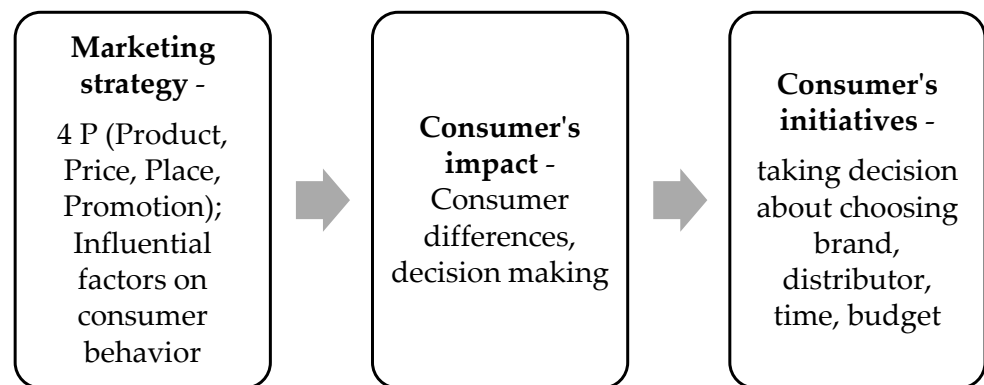 Marketing
strategy -
4 P (Product,
Price, Place,
Promotion);
Influential
factors on
consumer
behavior
Consumer's
impact -
Consumer
differences,
decision making
Consumer's
initiatives -
taking decision
about choosing
brand,
distributor,
time, budget